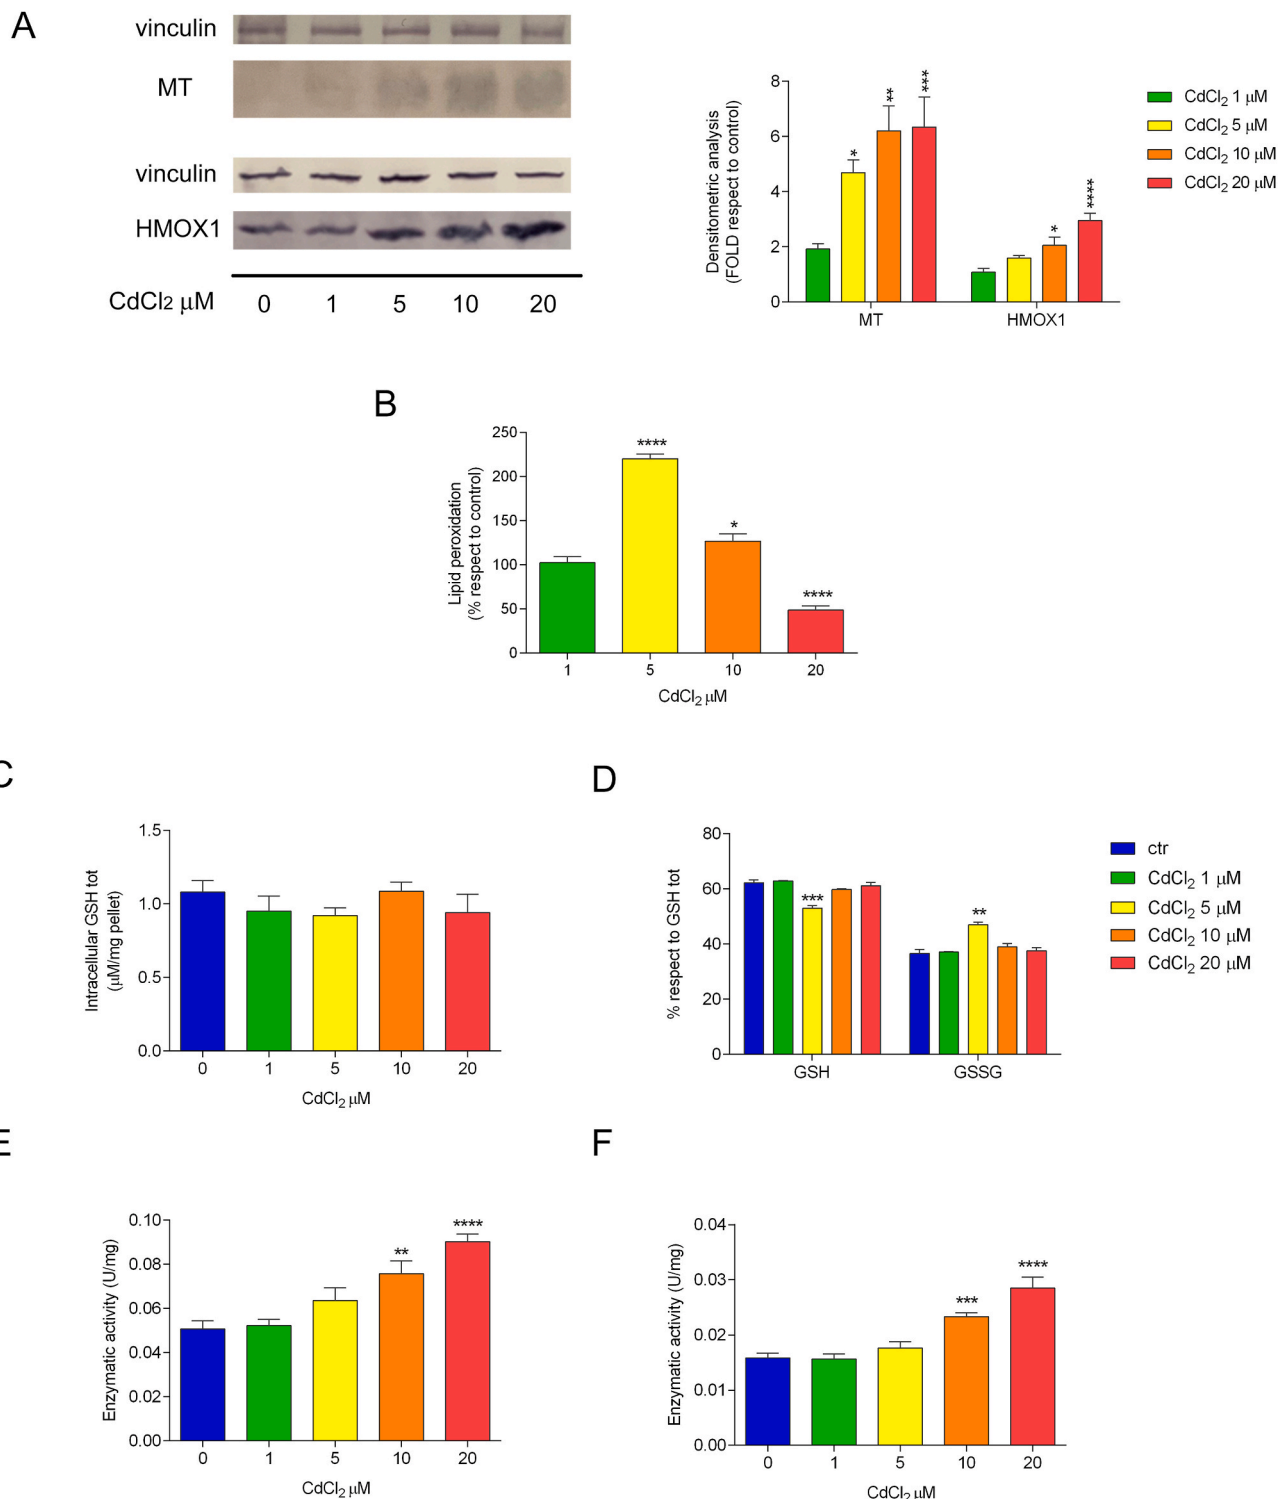 A
vinculin
MT
vinculin
HMOX1
CdCl2 μM 0 1 5 10 20
Densitometric analysis
(FOLD respect to control)
8
6
4
2
0
* ** *** * ****
MT HMOX1
CdCl2 1 μM
CdCl2 5 μM
CdCl2 10 μM
CdCl2 20 μM
B
Lipid peroxidation
(% respect to control)
250
200
150
100
50
0
**** * ****
1 5 10 20
CdCl2 μM
C
Intracellular GSH tot
(μM/mg pellet)
1.5
1.0
0.5
0.0
0 1 5 10 20
CdCl2 μM
D
% respect to GSH tot
80
60
40
20
0
*** **
GSH GSSG
ctr
CdCl2 1 μM
CdCl2 5 μM
CdCl2 10 μM
CdCl2 20 μM
E
Enzymatic activity (U/mg)
0.10
0.08
0.06
0.04
0.02
0.00
** ****
0 1 5 10 20
CdCl2 μM
F
Enzymatic activity (U/mg)
0.04
0.03
0.02
0.01
0.00
*** ****
0 1 5 10 20
CdCl2 μM